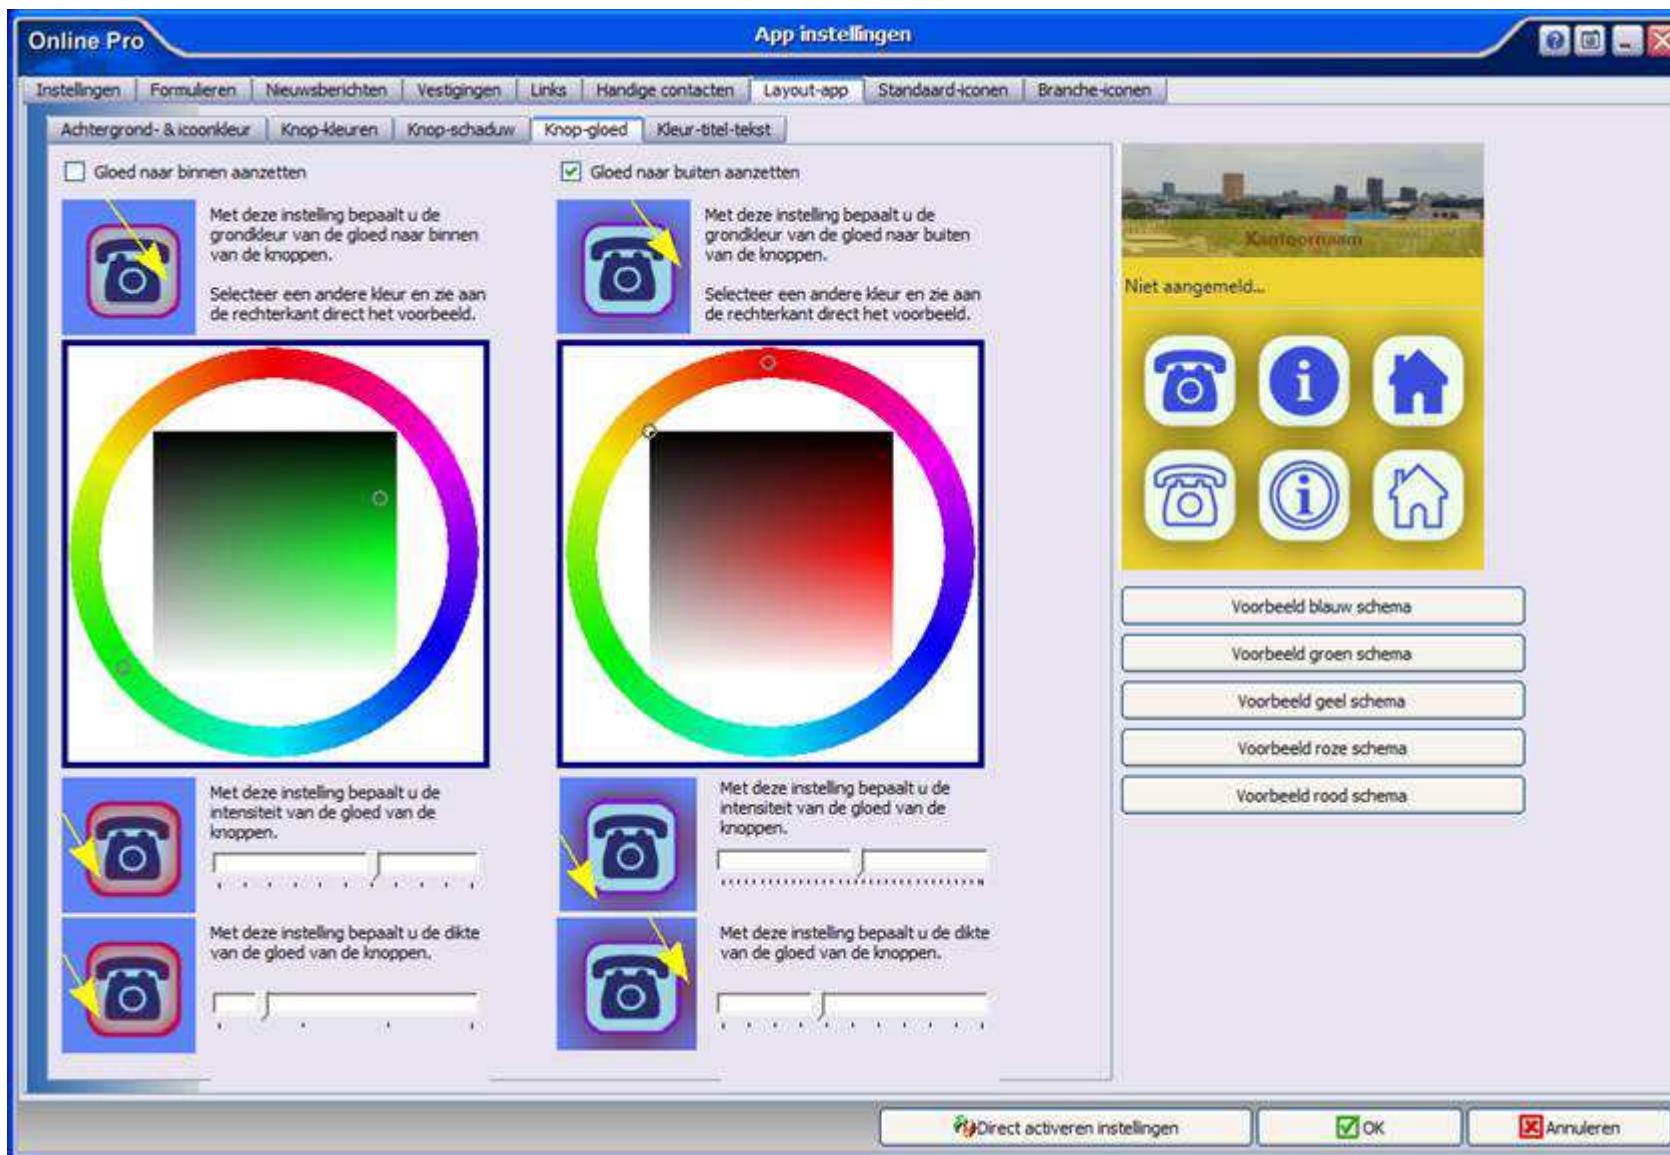 Online Pro
App instellingen
Instellingen
Formulieren
Nieuwsberichten
Vestigingen
Links
Handige contacten
Layout-app
Standaard-iconen
Branche-iconen
Achtergrond- & icoonkleur
Knop-kleuren
Knop-schaduw
Knop-gloed
Kleur-titel-tekst
Gloed naar binnen aanzetten
Met deze instelling bepaalt u de
grondkleur van de gloed naar binnen
van de knoppen.
Selecteer een andere kleur en zie aan
de rechterkant direct het voorbeeld.
Met deze instelling bepaalt u de
intensiteit van de gloed van de
knoppen.
Met deze instelling bepaalt u de dikte
van de gloed van de knoppen.
Gloed naar buiten aanzetten
Met deze instelling bepaalt u de
grondkleur van de gloed naar buiten
van de knoppen.
Selecteer een andere kleur en zie aan
de rechterkant direct het voorbeeld.
Met deze instelling bepaalt u de
intensiteit van de gloed van de
knoppen.
Met deze instelling bepaalt u de dikte
van de gloed van de knoppen.
Kantoornaam
Niet aangemeld...
Voorbeeld blauw schema
Voorbeeld groen schema
Voorbeeld geel schema
Voorbeeld roze schema
Voorbeeld rood schema
Direct activeren instellingen
OK
Annuleren